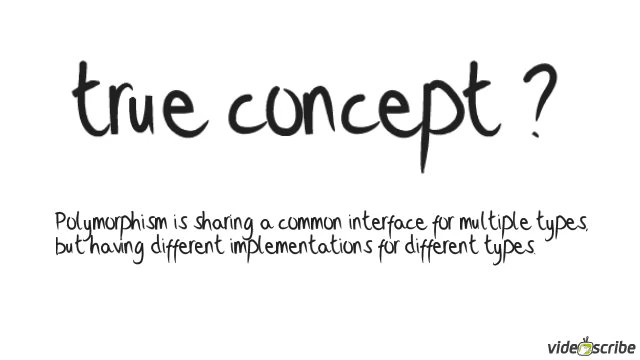 true concept ?
Polymorphism is sharing a common interface for multiple types,
but having different implementations for different types.
videoscribe